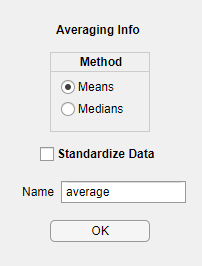 Averaging Info
Method
Means
Medians
Standardize Data
Name average
OK